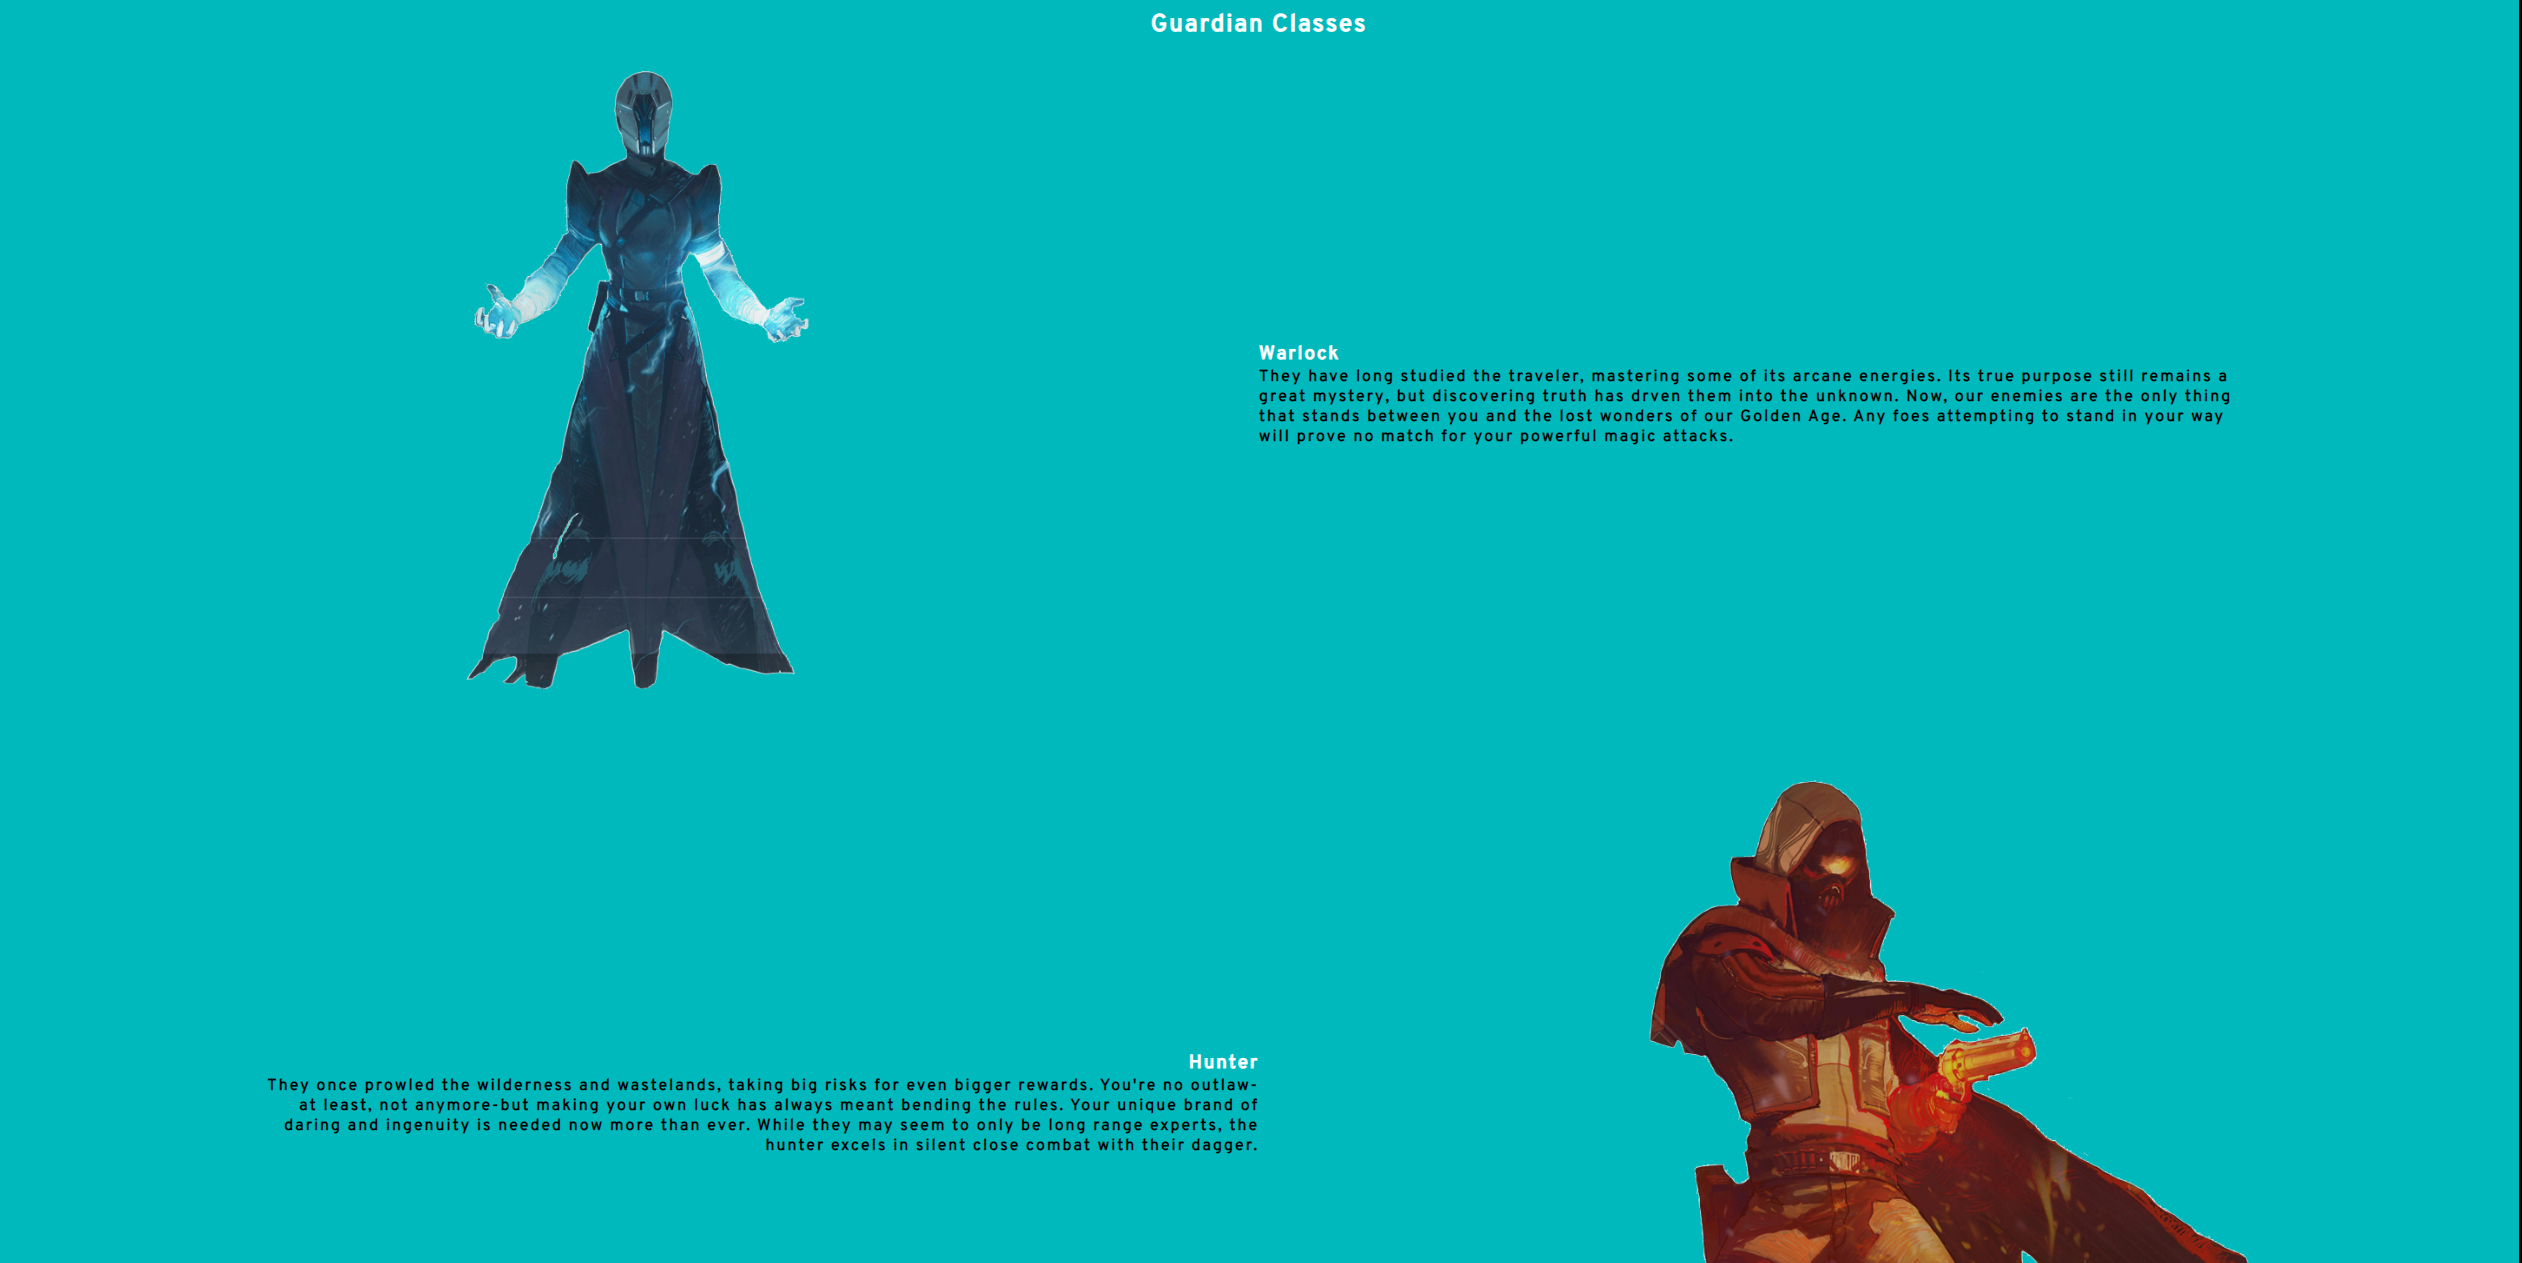 Guardian Classes
Warlock
They have long studied the traveler, mastering some of its arcane energies. Its true purpose still remains a
great mystery, but discovering truth has drven them into the unknown. Now, our enemies are the only thing
that stands between you and the lost wonders of our Golden Age. Any foes attempting to stand in your way
will prove no match for your powerful magic attacks.
Hunter
They once prowled the wilderness and wastelands, taking big risks for even bigger rewards. You're no outlaw-
at least, not anymore-but making your own luck has always meant bending the rules. Your unique brand of
daring and ingenuity is needed now more than ever. While they may seem to only be long range experts, the
hunter excels in silent close combat with their dagger.